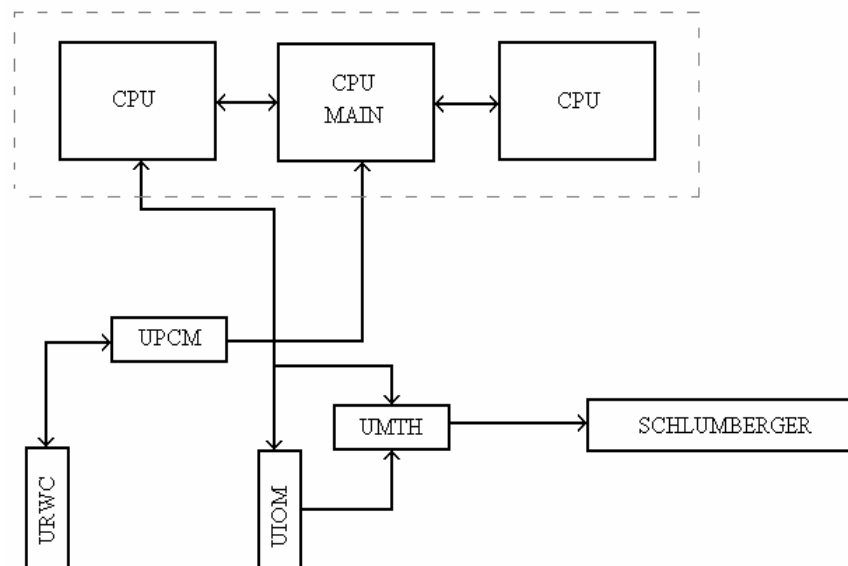 CPU
CPU
MAIN
CPU
UPCM
UMTH
SCHLUMBERGER
URWC
UIOM